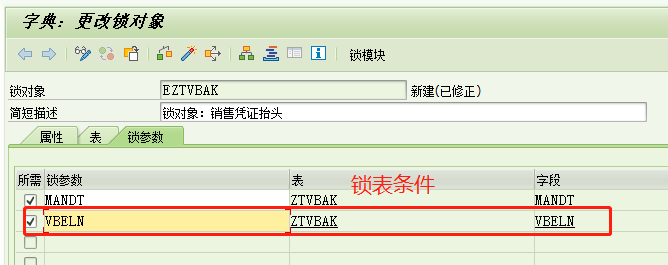 字典：更改锁对象
锁模块
锁对象 EZTVBAK 新建(已修正)
简短描述 锁对象：销售凭证抬头
属性 表 锁参数
锁表条件
所需 锁参数 表 字段
MANDT ZTVBAK MANDT
VBELN ZTVBAK VBELN